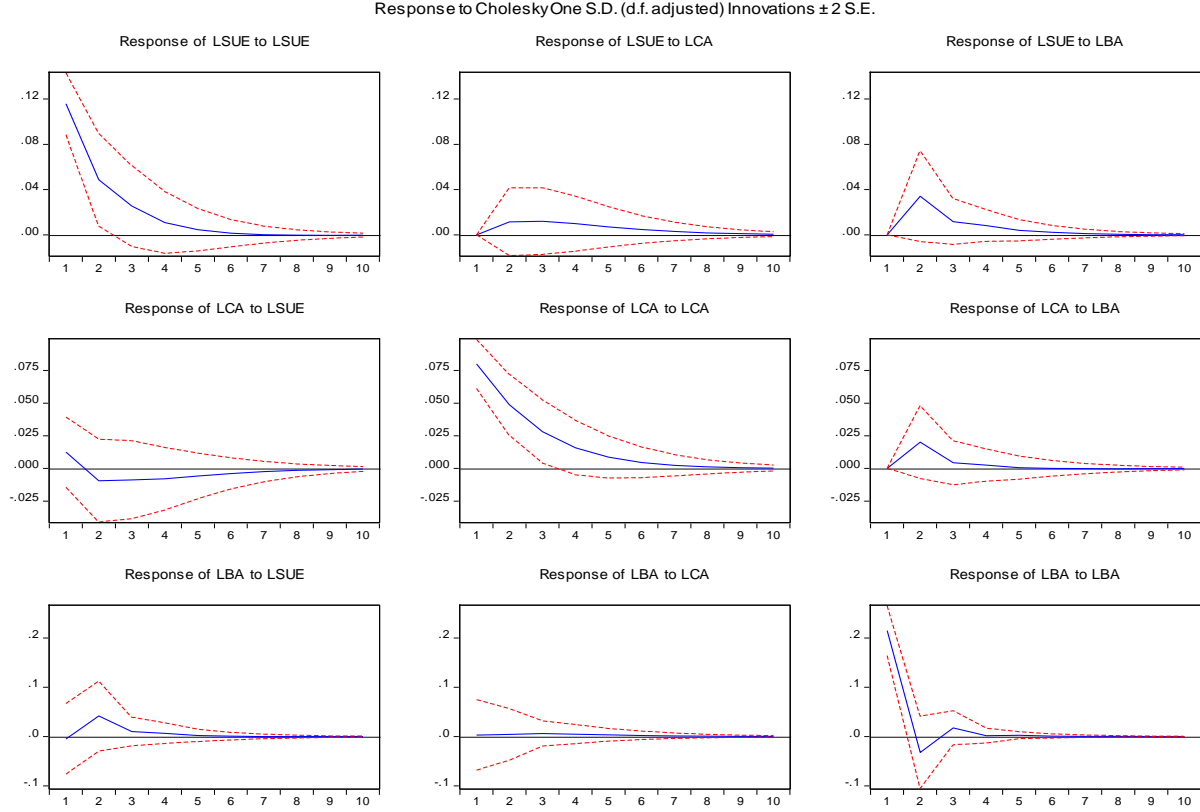 Response to Cholesky One S.D. (d.f. adjusted) Innovations ± 2 S.E.
Response of LSUE to LSUE
.12
.08
.04
.00
1 2 3 4 5 6 7 8 9 10
Response of LSUE to LCA
.12
.08
.04
.00
1 2 3 4 5 6 7 8 9 10
Response of LSUE to LBA
.12
.08
.04
.00
1 2 3 4 5 6 7 8 9 10
Response of LCA to LSUE
.075
.050
.025
.000
-.025
1 2 3 4 5 6 7 8 9 10
Response of LCA to LCA
.075
.050
.025
.000
-.025
1 2 3 4 5 6 7 8 9 10
Response of LCA to LBA
.075
.050
.025
.000
-.025
1 2 3 4 5 6 7 8 9 10
Response of LBA to LSUE
.2
.1
.0
-.1
1 2 3 4 5 6 7 8 9 10
Response of LBA to LCA
.2
.1
.0
-.1
1 2 3 4 5 6 7 8 9 10
Response of LBA to LBA
.2
.1
.0
-.1
1 2 3 4 5 6 7 8 9 10